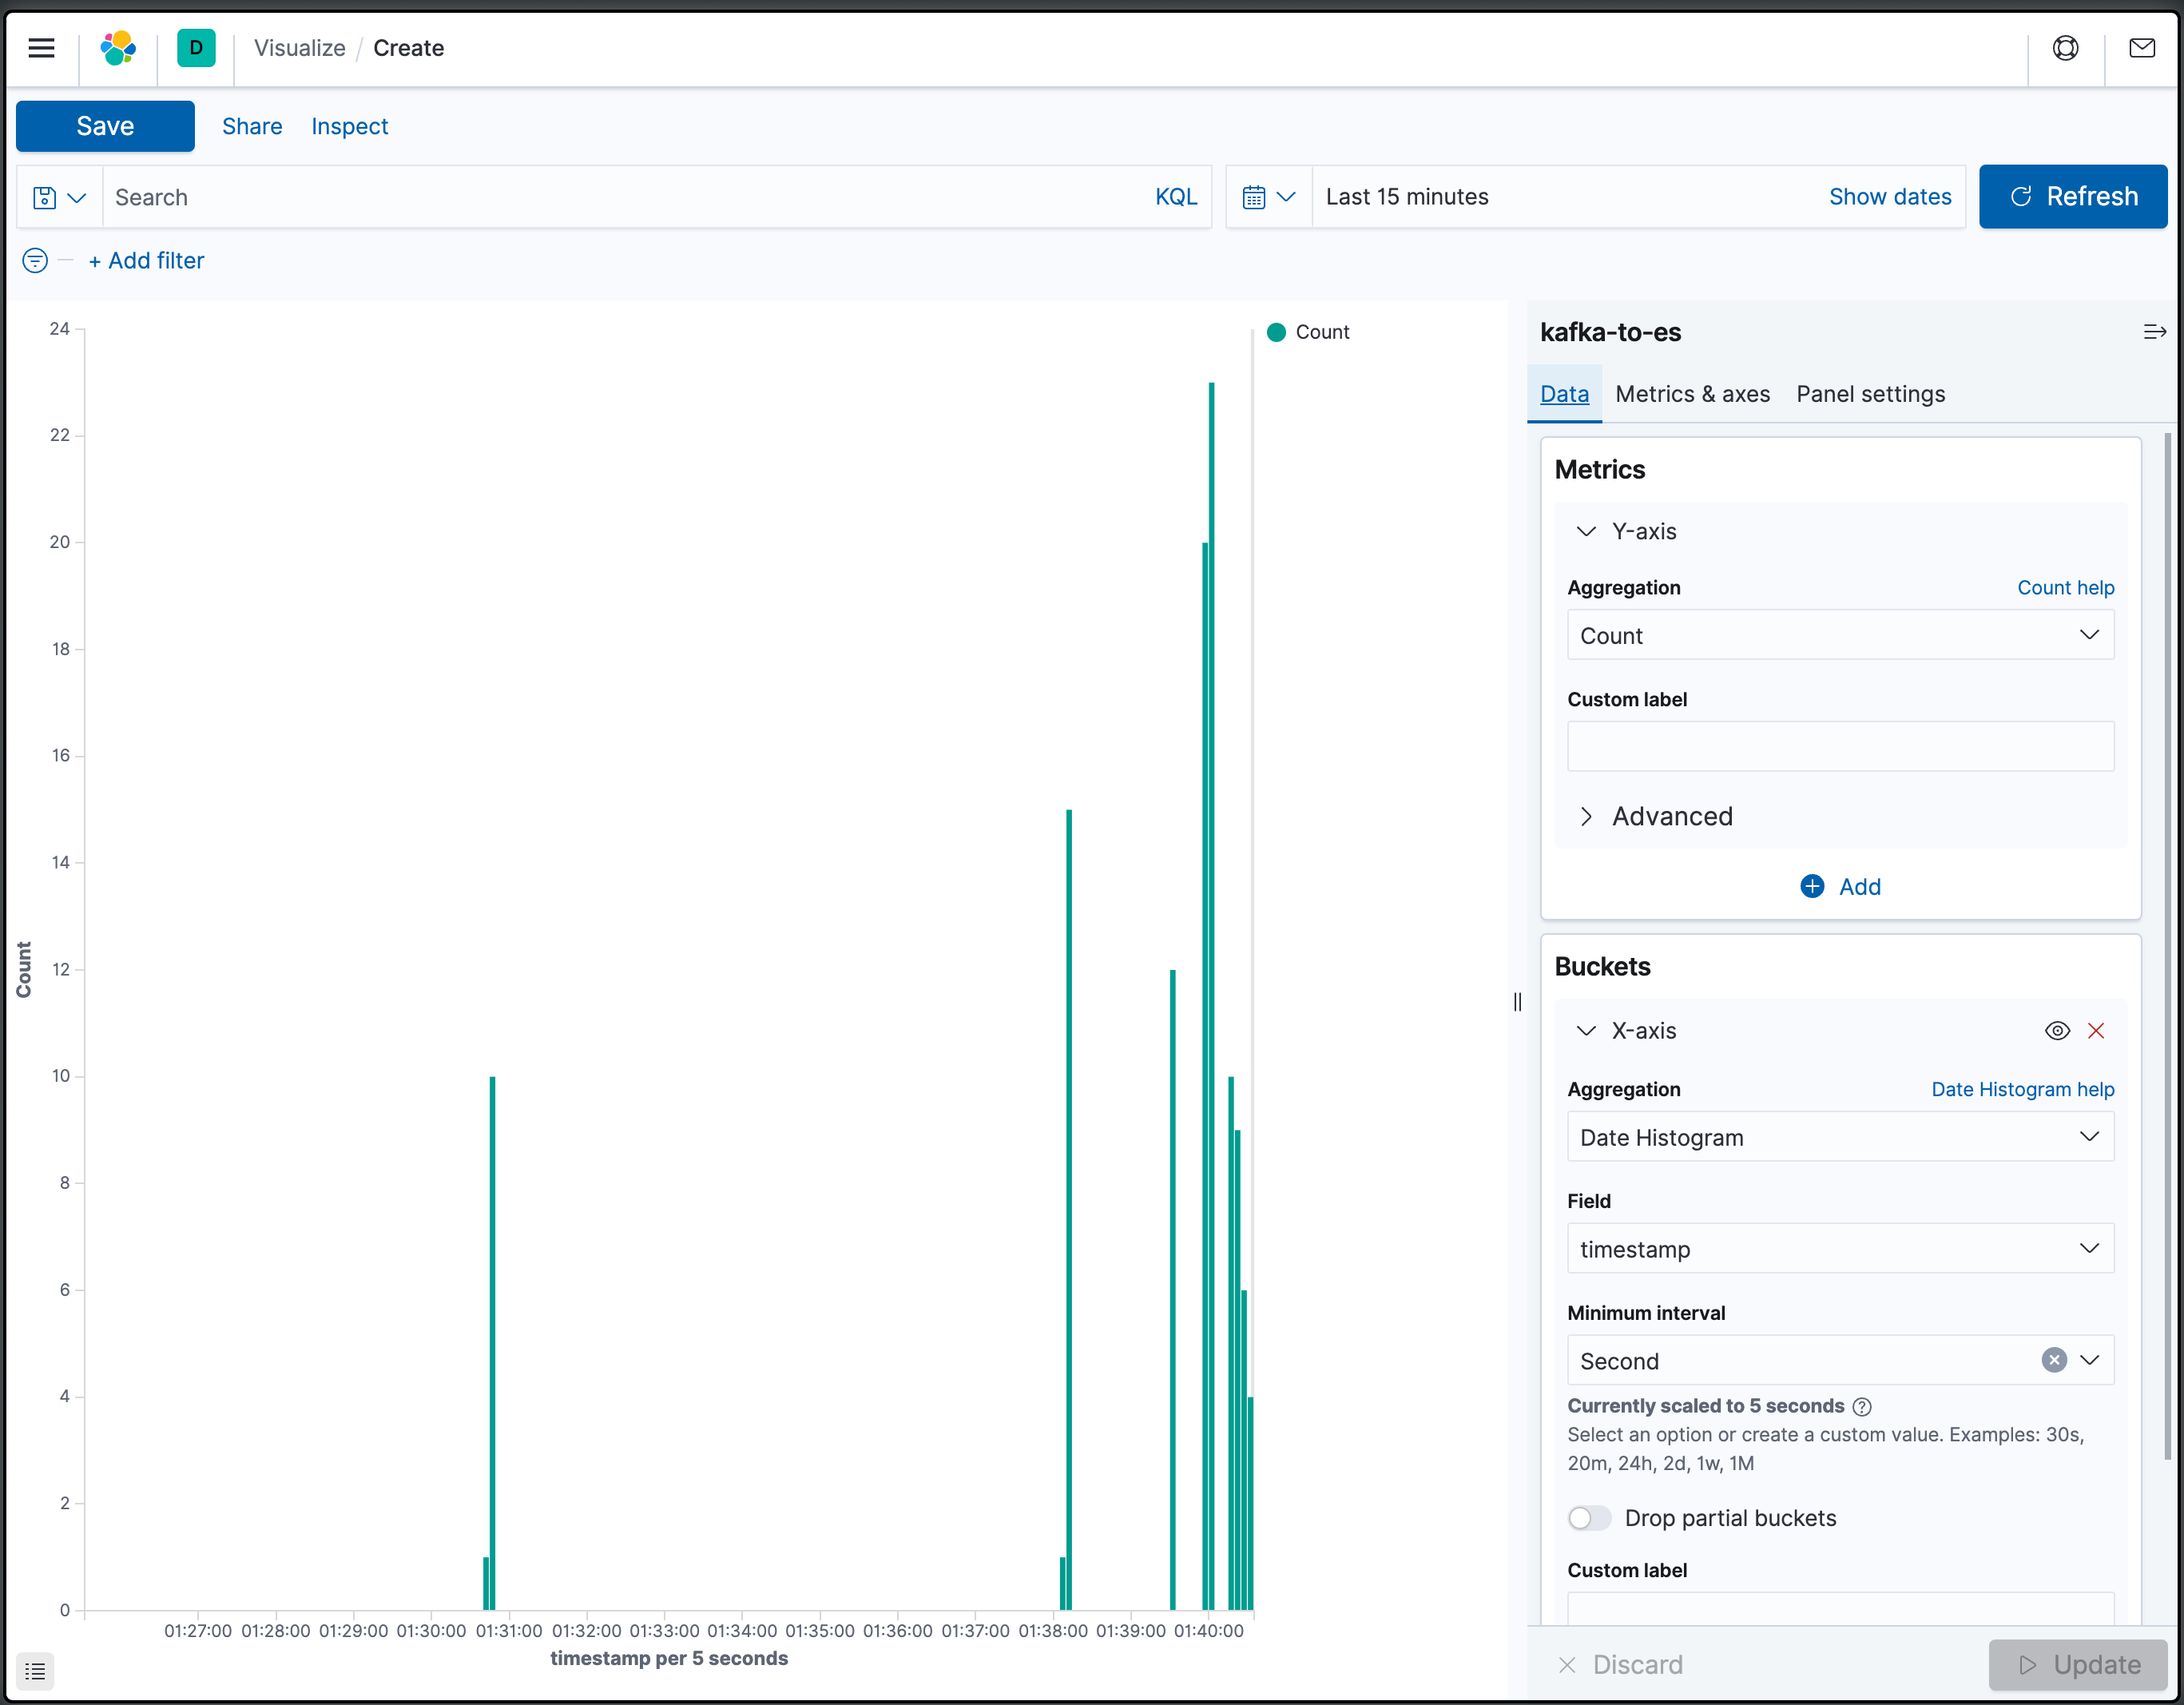 D Visualize / Create
Save Share Inspect
Search KQL Last 15 minutes Show dates Refresh
+ Add filter
24
22
20
18
16
14
12
10
8
6
4
2
0
Count
01:27:00 01:28:00 01:29:00 01:30:00 01:31:00 01:32:00 01:33:00 01:34:00 01:35:00 01:36:00 01:37:00 01:38:00 01:39:00 01:40:00
timestamp per 5 seconds
Count
kafka-to-es
Data Metrics & axes Panel settings
Metrics
Y-axis
Aggregation Count help
Count
Custom label
Advanced
Add
Buckets
X-axis
Aggregation Date Histogram help
Date Histogram
Field
timestamp
Minimum interval
Second
Currently scaled to 5 seconds
Select an option or create a custom value. Examples: 30s,
20m, 24h, 2d, 1w, 1M
Drop partial buckets
Custom label
Discard Update